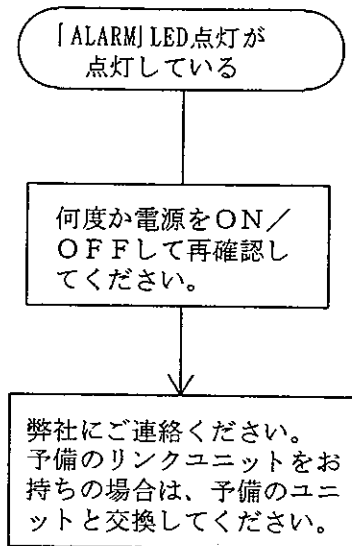 「ALARM」LED点灯が
点灯している
何度か電源をON／
OFFして再確認し
てください。
弊社にご連絡ください。
予備のリンクユニットをお
持ちの場合は、予備のユニ
ットと交換してください。